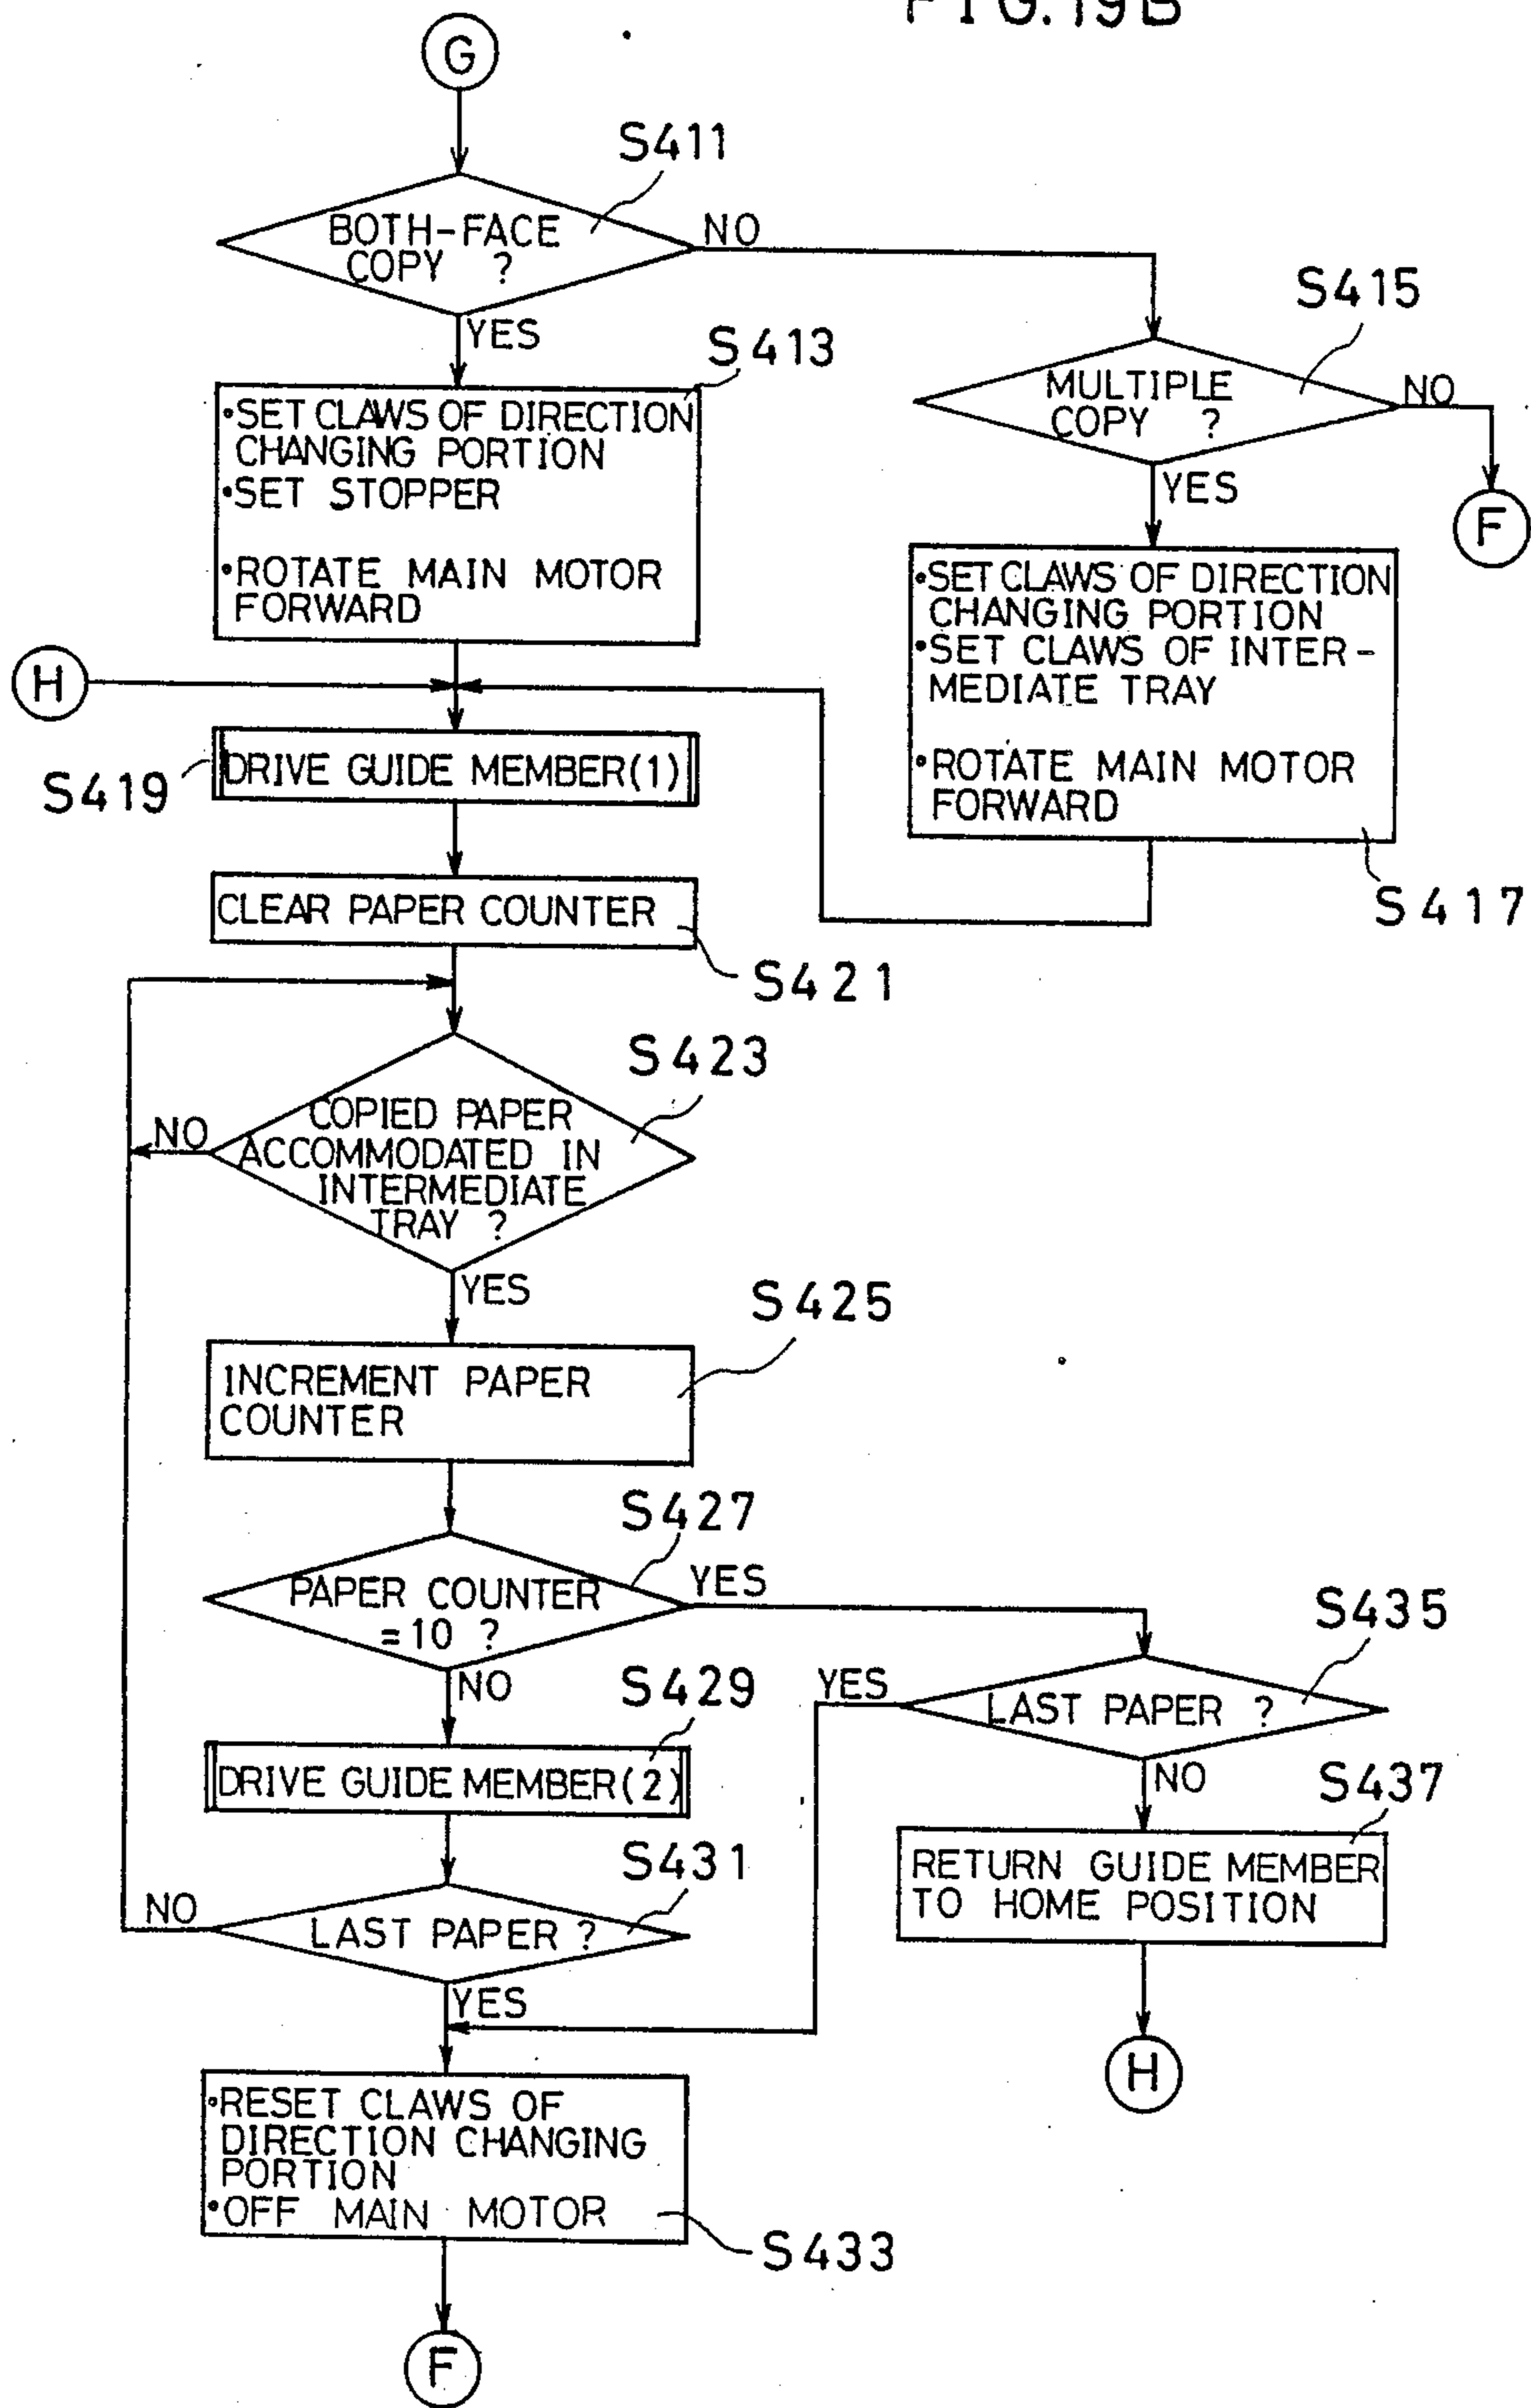 FIG. 19B
G
S411
BOTH-FACE
COPY ?
NO
YES
S413
•SET CLAWS OF DIRECTION
CHANGING PORTION
•SET STOPPER
•ROTATE MAIN MOTOR
FORWARD
S415
MULTIPLE
COPY ?
NO
F
YES
•SET CLAWS OF DIRECTION
CHANGING PORTION
•SET CLAWS OF INTER-
MEDIATE TRAY
•ROTATE MAIN MOTOR
FORWARD
S417
H
S419
DRIVE GUIDE MEMBER(1)
CLEAR PAPER COUNTER
S421
S423
COPIED PAPER
ACCOMMODATED IN
INTERMEDIATE
TRAY ?
NO
YES
S425
INCREMENT PAPER
COUNTER
S427
PAPER COUNTER
=10 ?
YES
NO
S429
DRIVE GUIDE MEMBER(2)
S431
LAST PAPER ?
NO
YES
S435
LAST PAPER ?
YES
NO
S437
RETURN GUIDE MEMBER
TO HOME POSITION
H
•RESET CLAWS OF
DIRECTION CHANGING
PORTION
•OFF MAIN MOTOR
S433
F